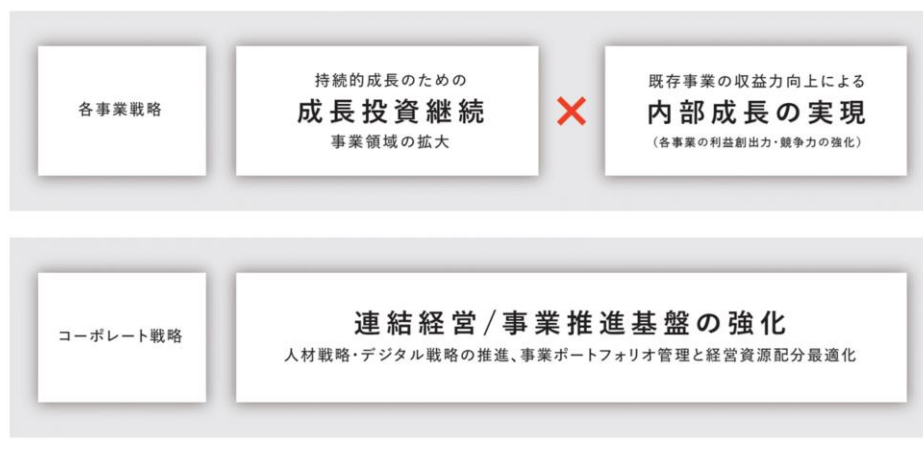 各事業戦略
持続的成長のための
成長投資継続
事業領域の拡大
×
既存事業の収益力向上による
内部成長の実現
(各事業の利益創出力・競争力の強化)
コーポレート戦略
連結経営/事業推進基盤の強化
人材戦略・デジタル戦略の推進、事業ポートフォリオ管理と経営資源配分最適化